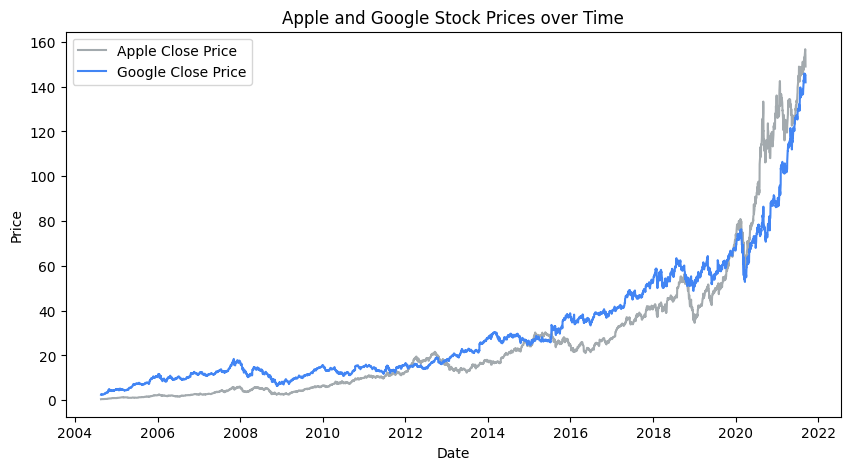 Apple and Google Stock Prices over Time
Apple Close Price
Google Close Price
Price
160
140
120
100
80
60
40
20
0
2004 2006 2008 2010 2012 2014 2016 2018 2020 2022
Date